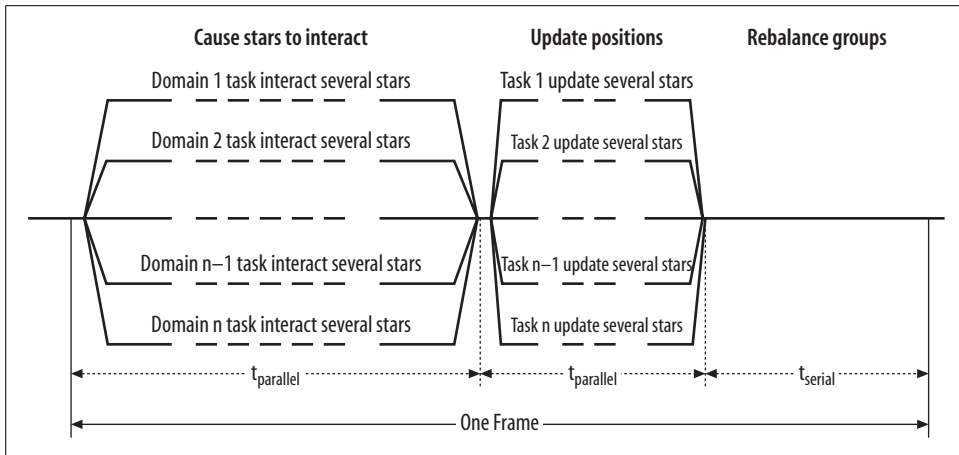 Cause stars to interact
Update positions
Rebalance groups
Domain 1 task interact several stars
Task 1 update several stars
Domain 2 task interact several stars
Task 2 update several stars
Domain n–1 task interact several stars
Task n–1 update several stars
Domain n task interact several stars
Task n update several stars
tparallel
tparallel
tserial
One Frame